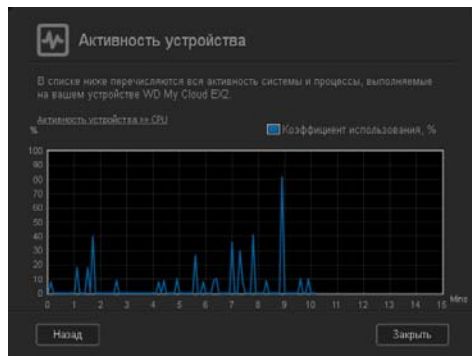 Активность устройства
В списке ниже перечисляются вся активность системы и процессы, выполняемые
на вашем устройстве WD My Cloud EX2.
Активность устройства >> CPU
%
Коэффициент использования, %
100
90
80
70
60
50
40
30
20
10
0
0 1 2 3 4 5 6 7 8 9 10 11 12 13 14 15 Mins
Назад
Закрыть